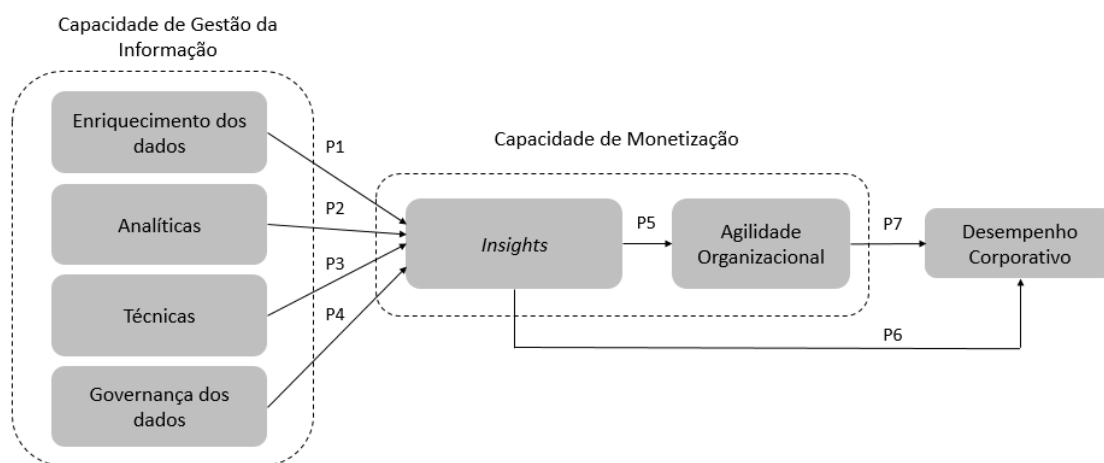 Capacidade de Gestão da
Informação
Enriquecimento dos
dados
Analíticas
Técnicas
Governança dos
dados
P1
P2
P3
P4
Capacidade de Monetização
Insights
P5
Agilidade
Organizacional
P7
P6
Desempenho
Corporativo